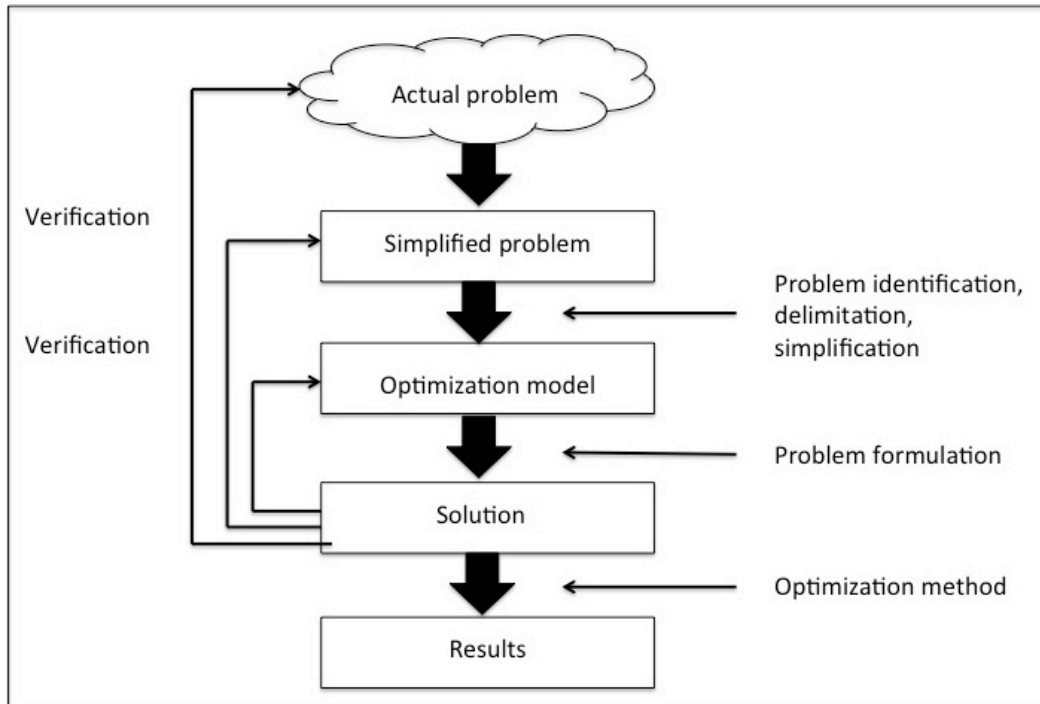 Actual problem
Verification
Simplified problem
Problem identification,
delimitation,
simplification
Verification
Optimization model
Problem formulation
Solution
Optimization method
Results